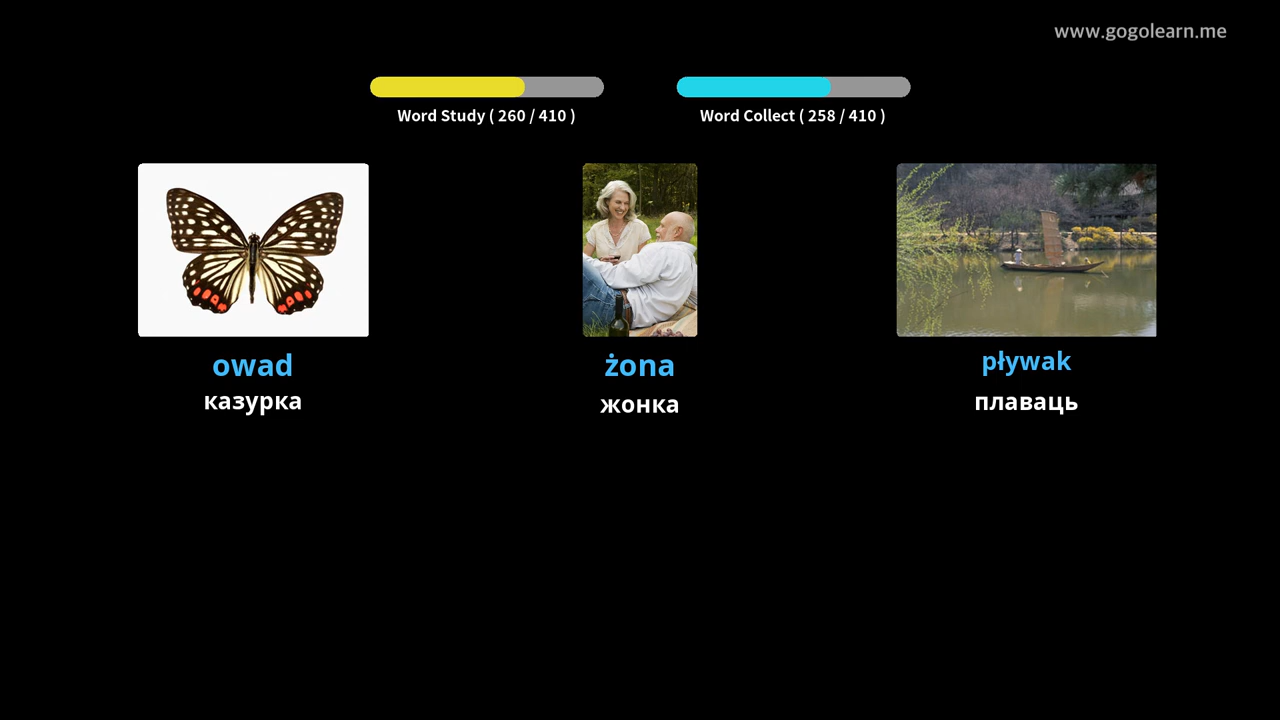 www.gogolearn.me
Word Study ( 260 / 410 )
Word Collect ( 258 / 410 )
owad
казурка
żona
жонка
pływak
плаваць